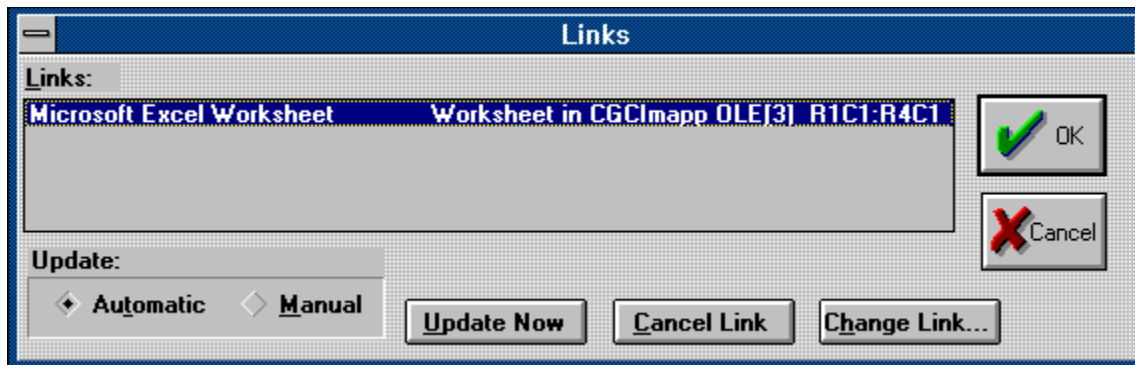 Links
Links:
Microsoft Excel Worksheet Worksheet in CGCImapp OLE[3] R1C1:R4C1
OK
Cancel
Update:
Automatic Manual
Update Now Cancel Link Change Link...